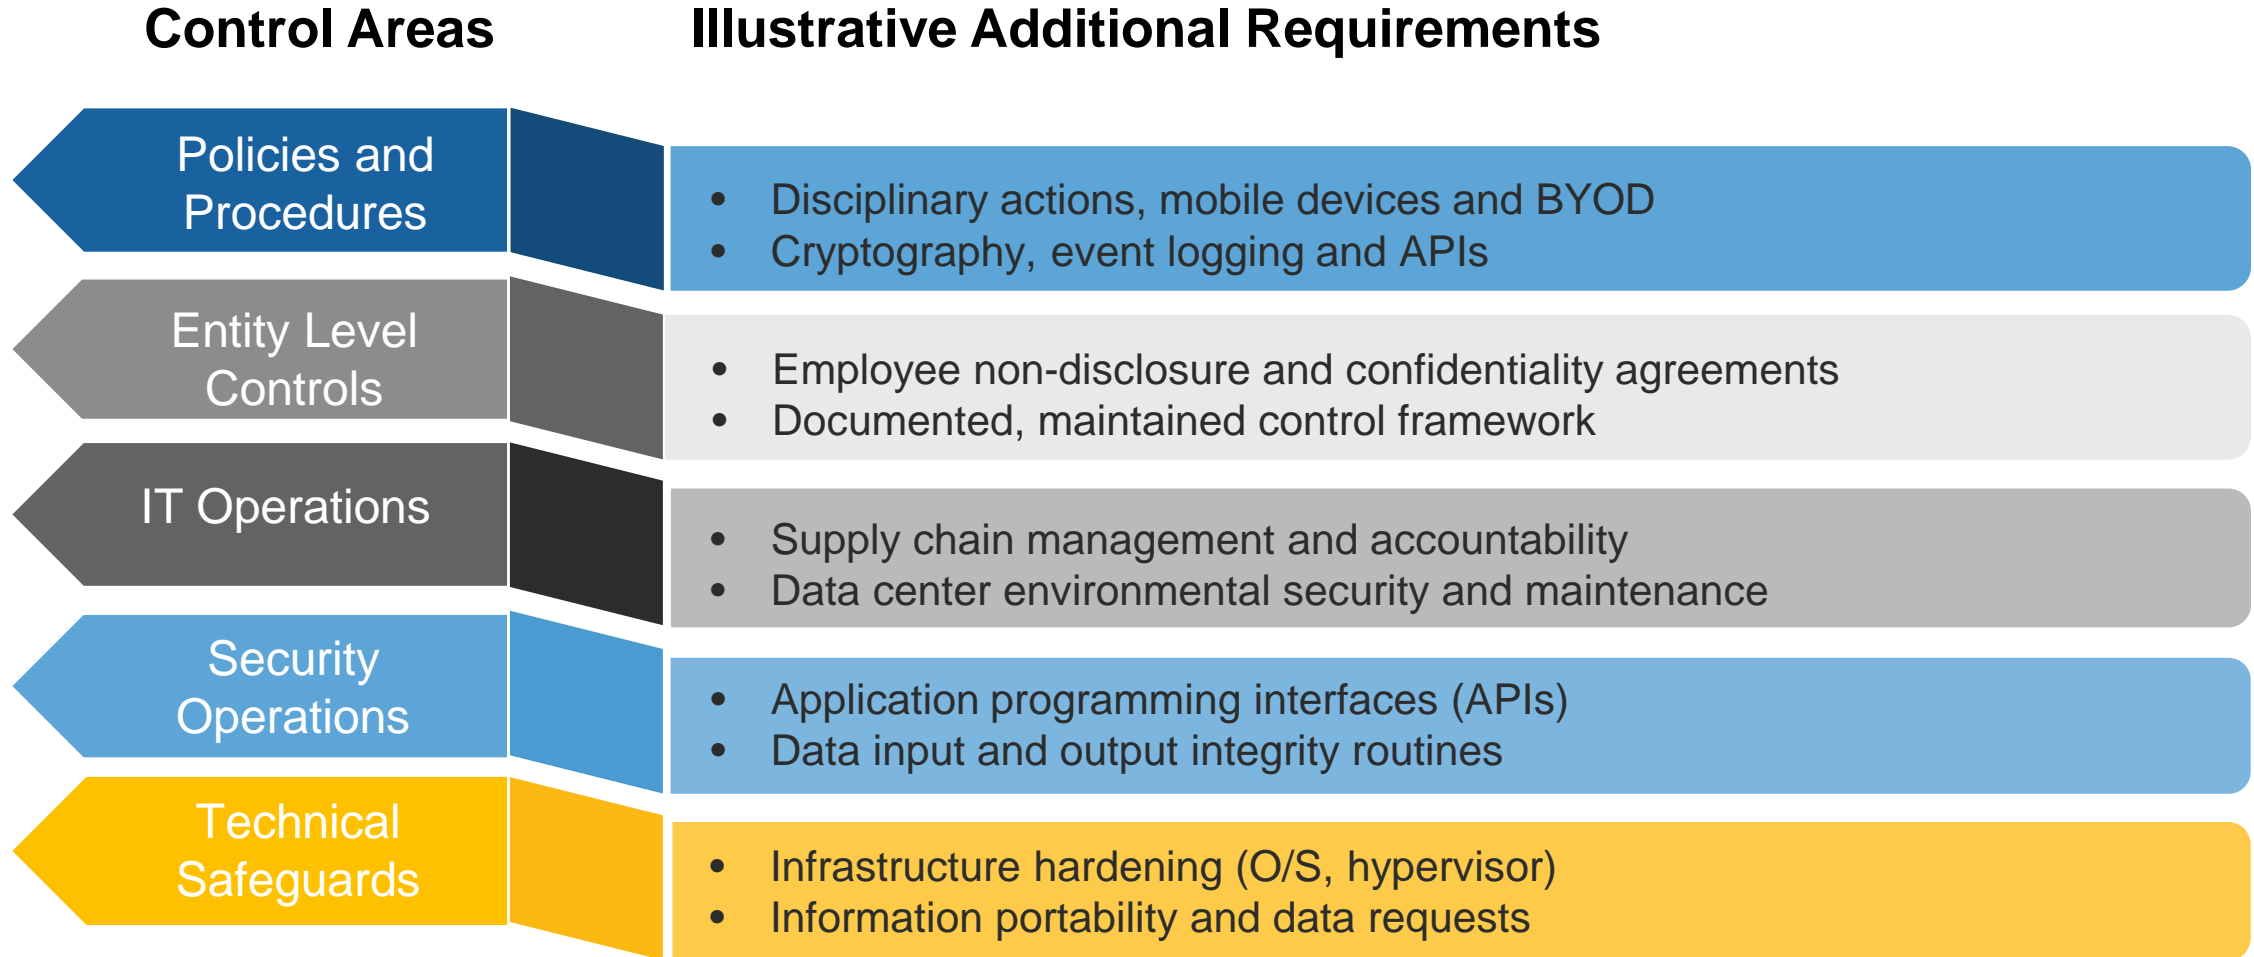 Control Areas
Illustrative Additional Requirements
Policies and
Procedures
• Disciplinary actions, mobile devices and BYOD
• Cryptography, event logging and APIs
Entity Level
Controls
• Employee non-disclosure and confidentiality agreements
• Documented, maintained control framework
IT Operations
• Supply chain management and accountability
• Data center environmental security and maintenance
Security
Operations
• Application programming interfaces (APIs)
• Data input and output integrity routines
Technical
Safeguards
• Infrastructure hardening (O/S, hypervisor)
• Information portability and data requests